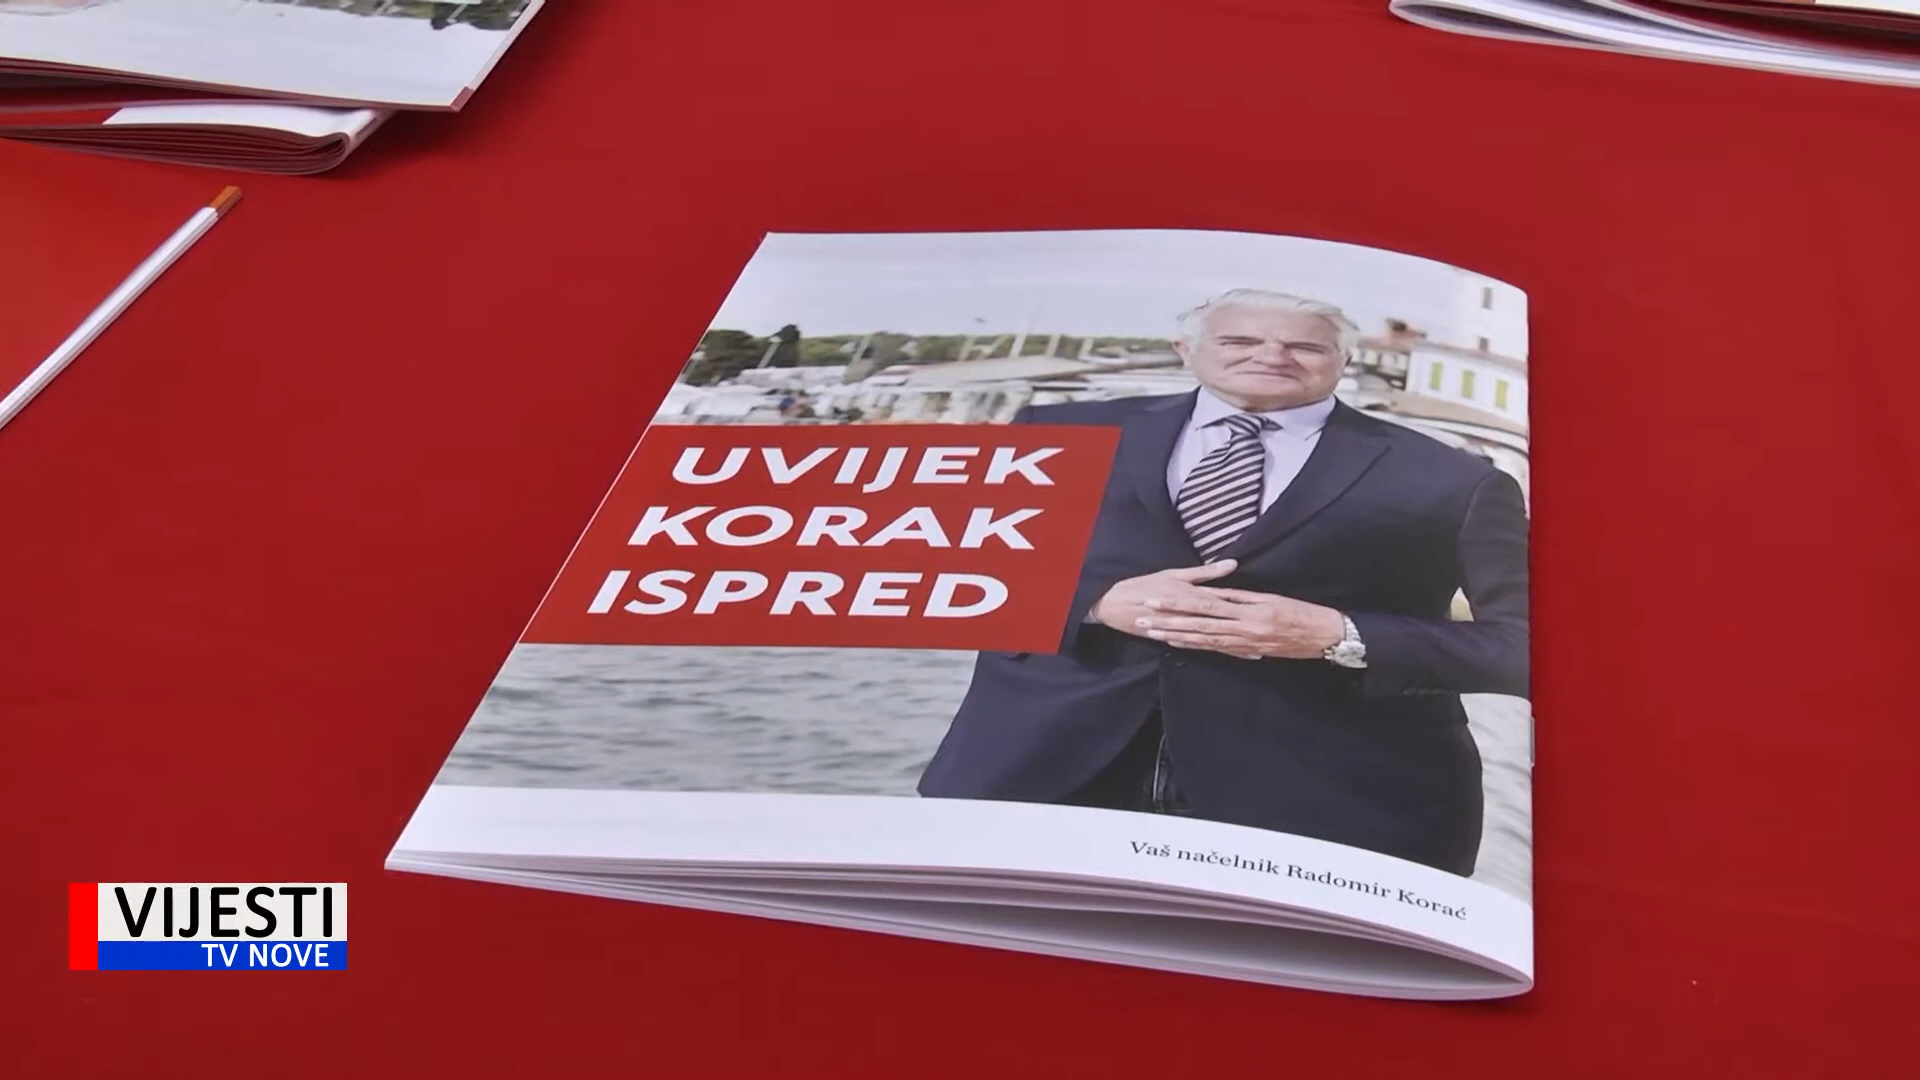 UVIJEK
KORAK
ISPRED
Vaš načelnik Radomir Korać
VIJESTI
TV NOVE